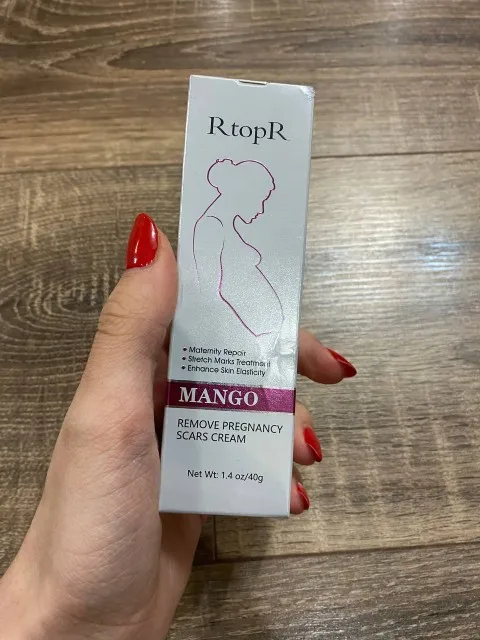 RtopR
Maternity Repair
Stretch Marks Treatment
Enhance Skin Elasticity
MANGO
REMOVE PREGNANCY
SCARS CREAM
Net Wt: 1.4 oz/40g